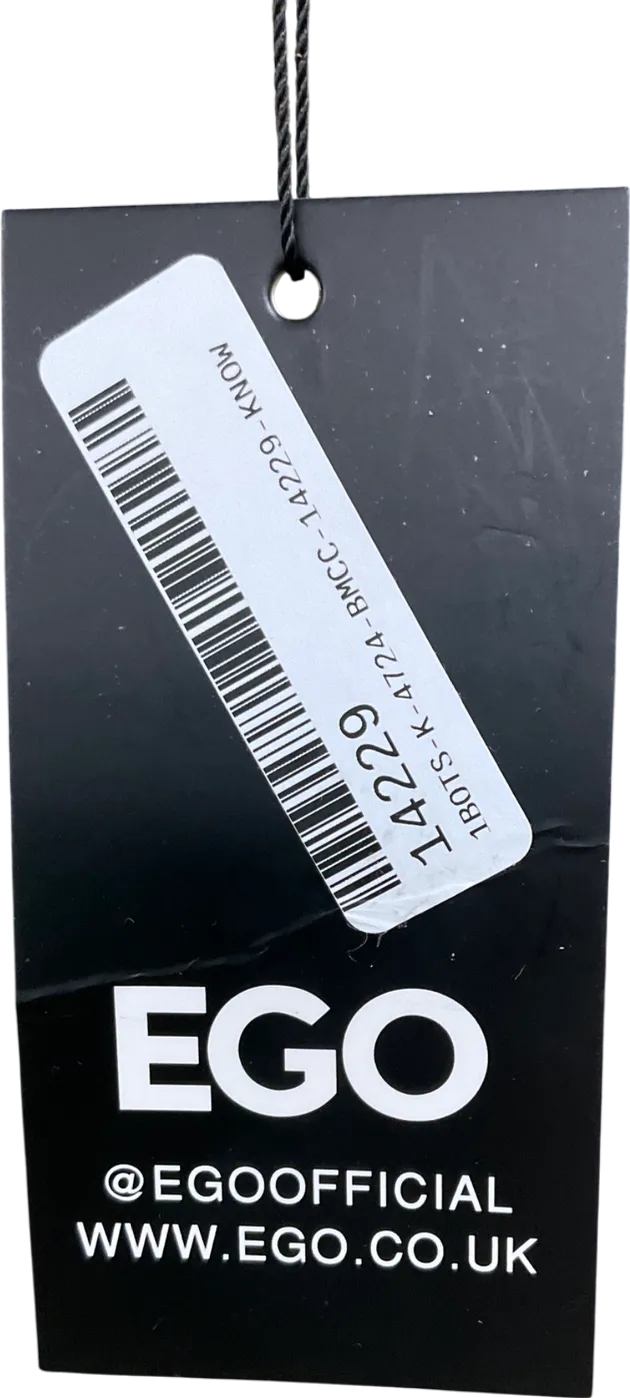 14229
1BOTS-K-4724-BMCC-14229-KNOW
EGO
@EGOOFFICIAL
WWW.EGO.CO.UK